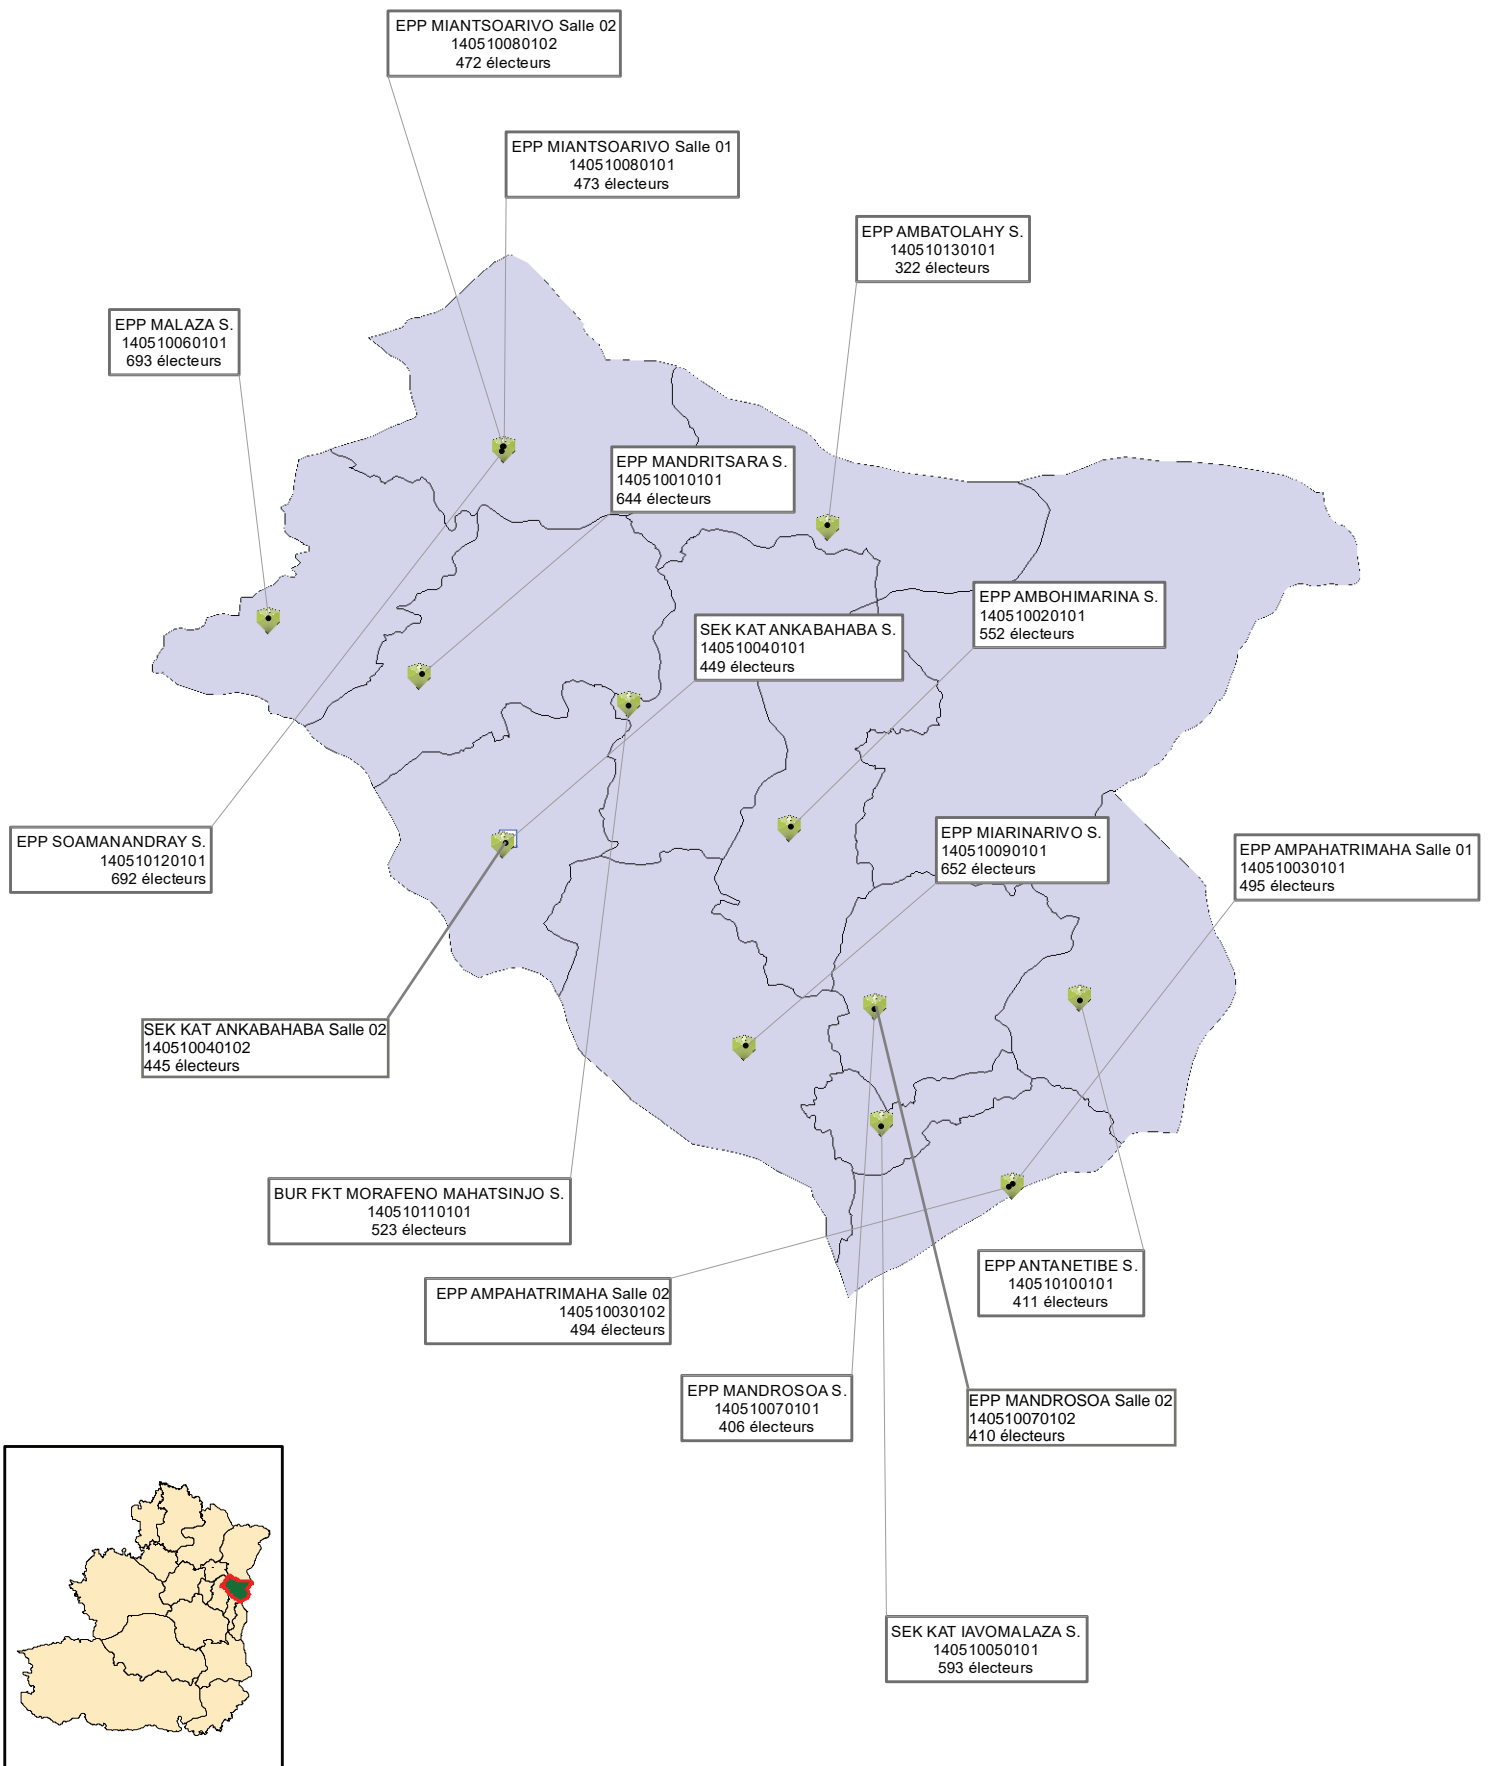 EPP MIANTSOARIVO Salle 02
140510080102
472 électeurs
EPP MIANTSOARIVO Salle 01
140510080101
473 électeurs
EPP AMBATOLAHY S.
140510130101
322 électeurs
EPP MALAZA S.
140510060101
693 électeurs
EPP MANDRITSARA S.
140510010101
644 électeurs
EPP AMBOHIMARINA S.
140510020101
552 électeurs
SEK KAT ANKABAHABA S.
140510040101
449 électeurs
EPP SOAMANANDRAY S.
140510120101
692 électeurs
EPP MIARINARIVO S.
140510090101
652 électeurs
EPP AMPAHATRIMAHA Salle 01
140510030101
495 électeurs
SEK KAT ANKABAHABA Salle 02
140510040102
445 électeurs
BUR FKT MORAFENO MAHATSINJO S.
140510110101
523 électeurs
EPP ANTANETIBE S.
140510100101
411 électeurs
EPP AMPAHATRIMAHA Salle 02
140510030102
494 électeurs
EPP MANDROSOA S.
140510070101
406 électeurs
EPP MANDROSOA Salle 02
140510070102
410 électeurs
SEK KAT IAVOMALAZA S.
140510050101
593 électeurs